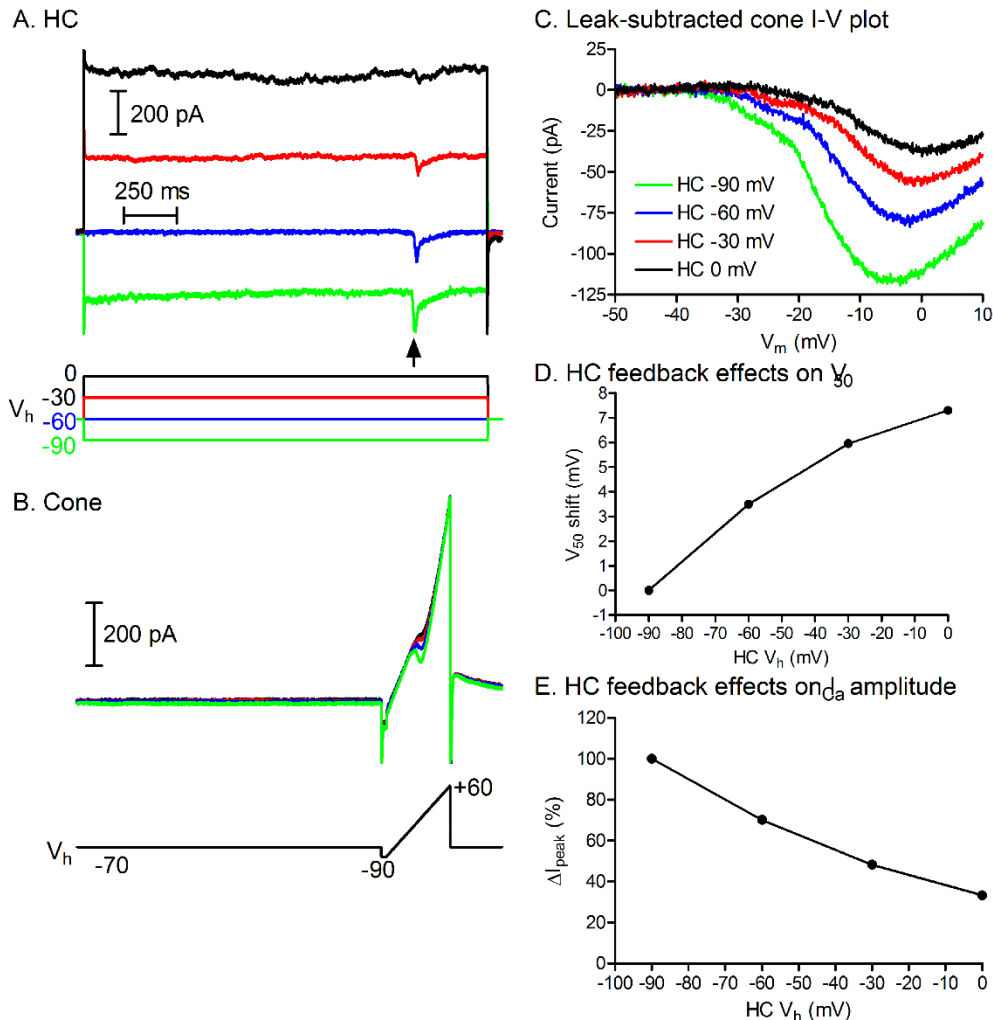 A. HC
200 pA
250 ms
0
-30
Vh
-60
-90
B. Cone
200 pA
+60
Vh
-70
-90
C. Leak-subtracted cone I-V plot
25
0
-25
-50
-75
-100
-125
Current (pA)
HC -90 mV
HC -60 mV
HC -30 mV
HC 0 mV
-50 -40 -30 -20 -10 0 10
Vm (mV)
D. HC feedback effects on V50
8
7
6
5
4
3
2
1
0
-1
V50 shift (mV)
-100 -90 -80 -70 -60 -50 -40 -30 -20 -10 0
HC Vh (mV)
E. HC feedback effects on ICa amplitude
120
100
80
60
40
20
0
ΔIpeak (%)
-100 -90 -80 -70 -60 -50 -40 -30 -20 -10 0
HC Vh (mV)